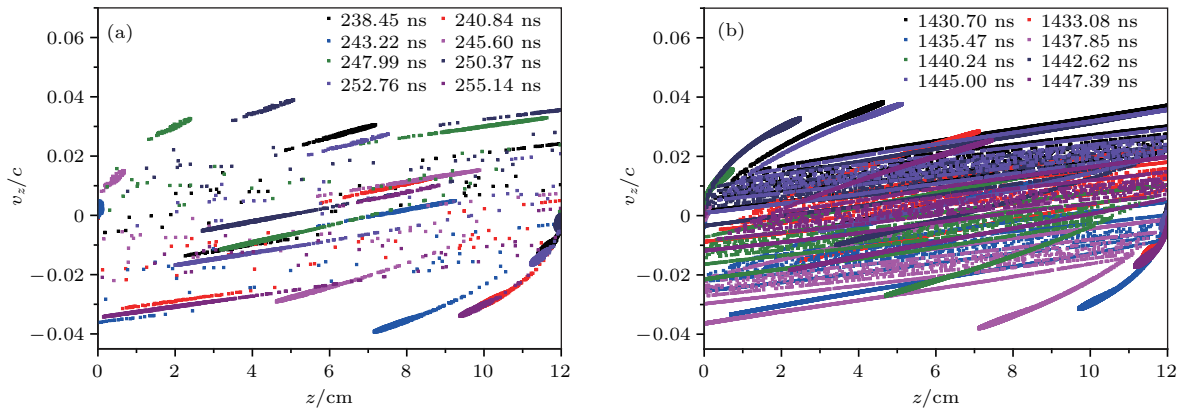 (a)
238.45 ns 240.84 ns
243.22 ns 245.60 ns
247.99 ns 250.37 ns
252.76 ns 255.14 ns
0.06
0.04
0.02
0
−0.02
−0.04
v_z/c
0 2 4 6 8 10 12
z/cm
(b)
1430.70 ns 1433.08 ns
1435.47 ns 1437.85 ns
1440.24 ns 1442.62 ns
1445.00 ns 1447.39 ns
0.06
0.04
0.02
0
−0.02
−0.04
v_z/c
0 2 4 6 8 10 12
z/cm